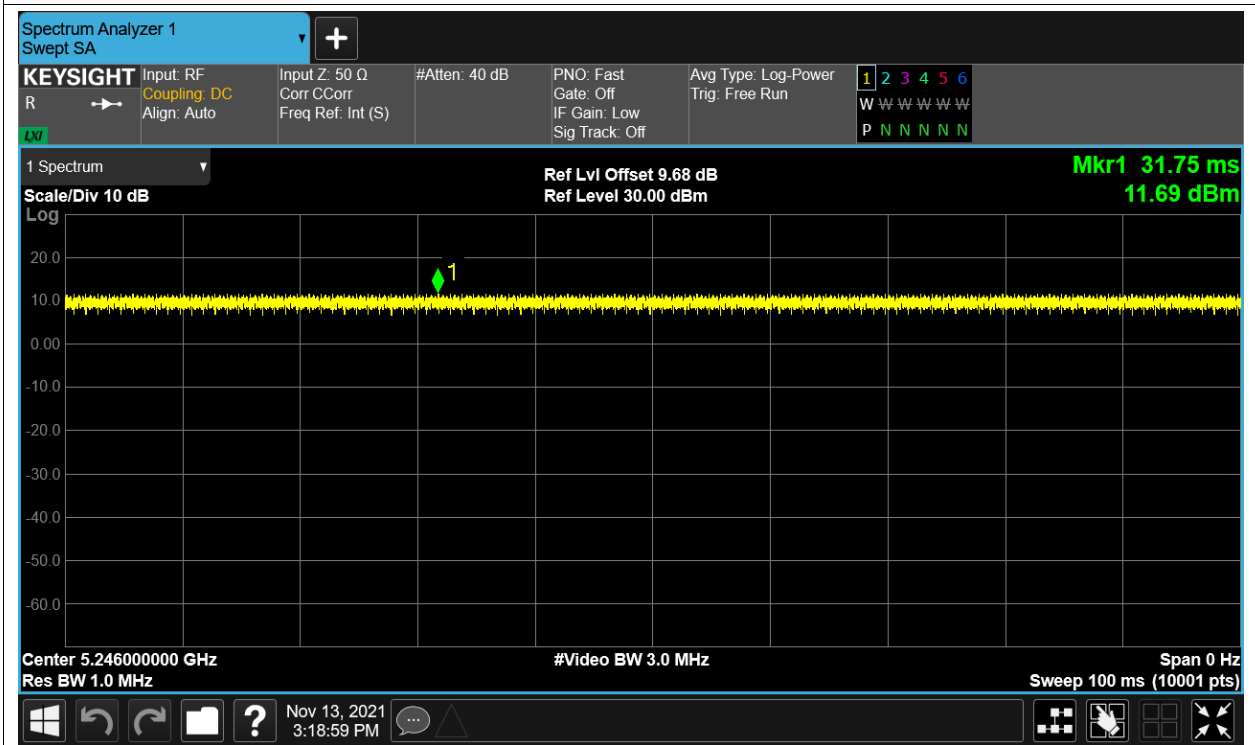 Spectrum Analyzer 1
Swept SA
▼
+
KEYSIGHT
R
LXI
Input: RF
Coupling: DC
Align: Auto
Input Z: 50 Ω
Corr CCorr
Freq Ref: Int (S)
#Atten: 40 dB
PNO: Fast
Gate: Off
IF Gain: Low
Sig Track: Off
Avg Type: Log-Power
Trig: Free Run
1 2 3 4 5 6
W W W W W W
P N N N N N
1 Spectrum ▼
Scale/Div 10 dB
Log
Ref Lvl Offset 9.68 dB
Ref Level 30.00 dBm
Mkr1 31.75 ms
11.69 dBm
1
20.0
10.0
0.00
-10.0
-20.0
-30.0
-40.0
-50.0
-60.0
Center 5.246000000 GHz
Res BW 1.0 MHz
#Video BW 3.0 MHz
Span 0 Hz
Sweep 100 ms (10001 pts)
?
Nov 13, 2021
3:18:59 PM